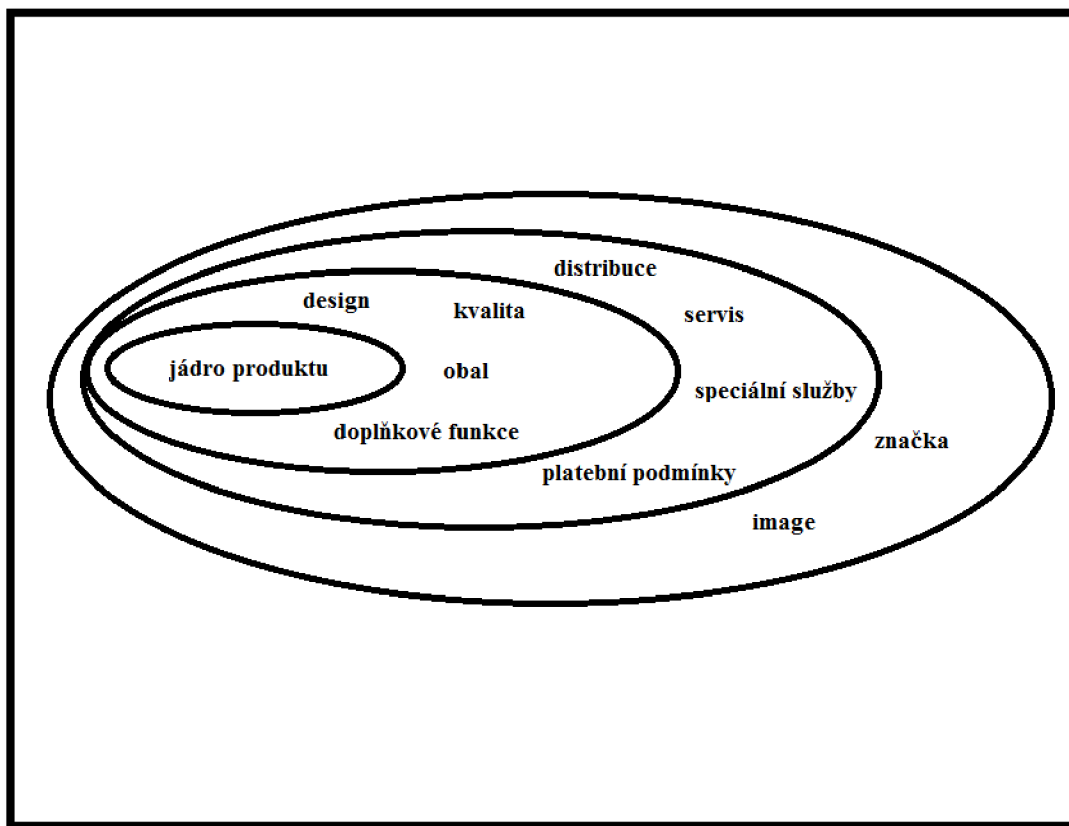 distribuce
design
kvalita
servis
jádro produktu
obal
speciální služby
doplňkové funkce
značka
platební podmínky
image